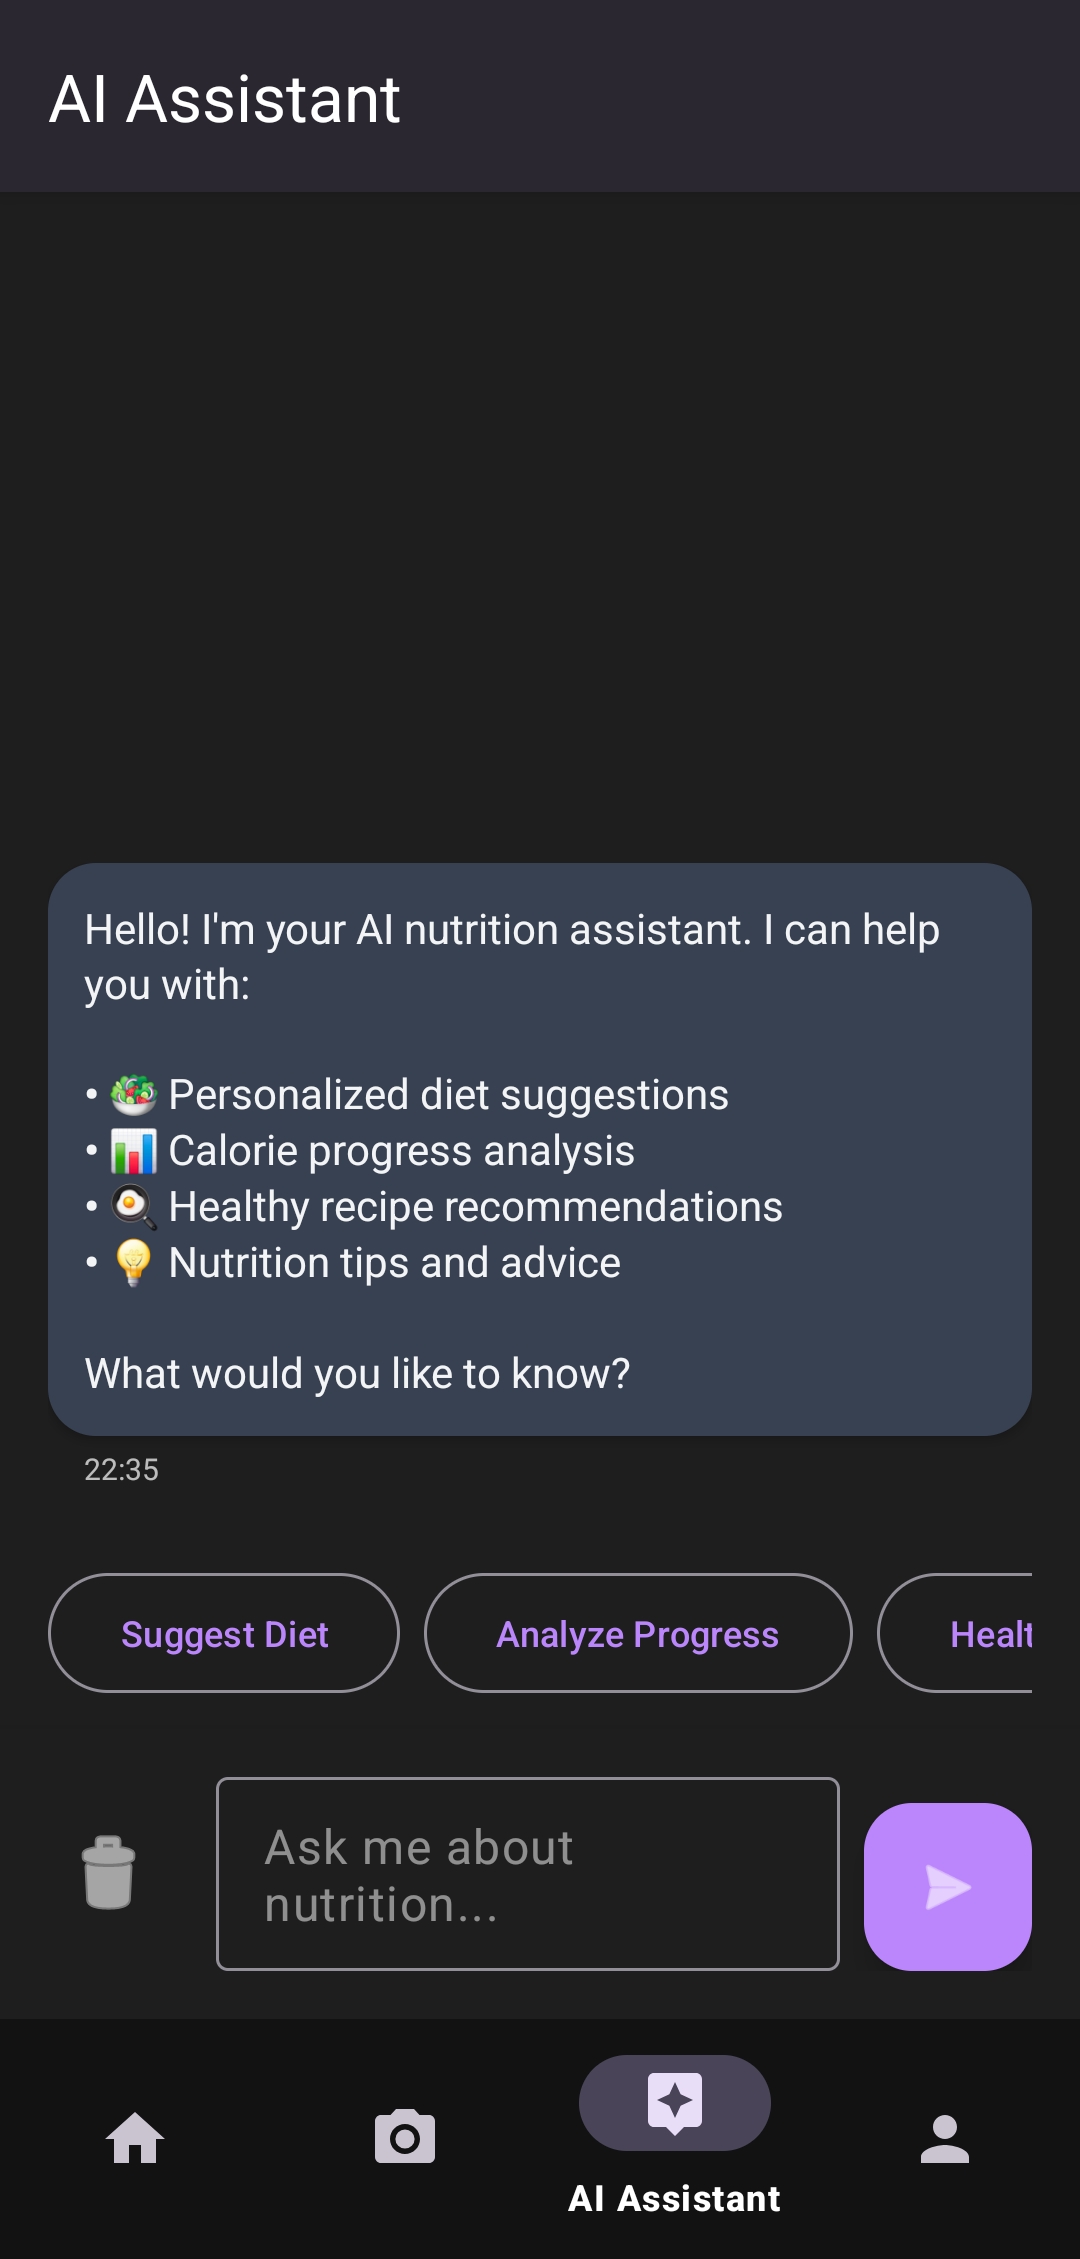 AI Assistant
Hello! I'm your AI nutrition assistant. I can help
you with:
• 🥗 Personalized diet suggestions
• 📊 Calorie progress analysis
• 🍳 Healthy recipe recommendations
• 💡 Nutrition tips and advice
What would you like to know?
22:35
Suggest Diet
Analyze Progress
Healt
Ask me about
nutrition...
AI Assistant